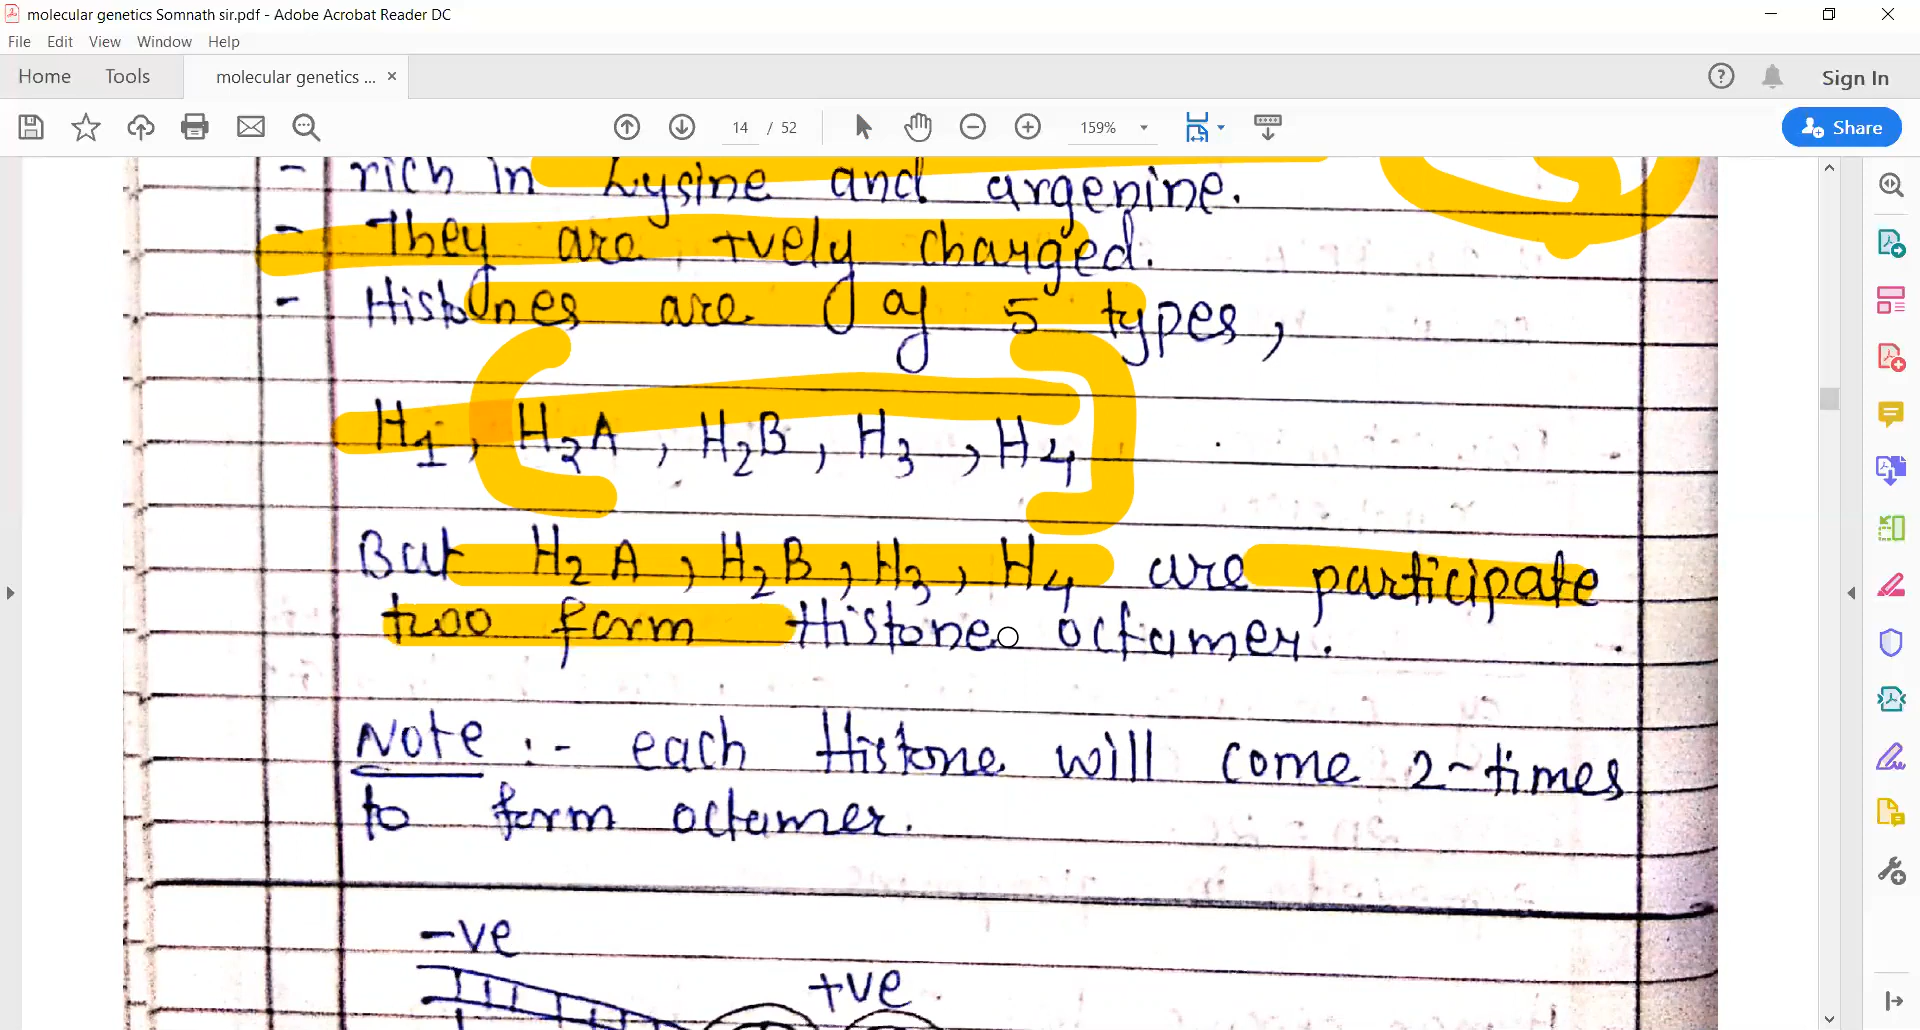 molecular genetics Somnath sir.pdf - Adobe Acrobat Reader DC
File Edit View Window Help
Home Tools molecular genetics ... ×
Sign In
14 / 52 159% Share
- rich in Lysine and argenine.
- They are +vely charged.
- Histones are of 5 types,
H1, H2A, H2B, H3, H4
But H2A, H2B, H3, H4 are participate
two form Histone octamer.
Note :- each Histone will come 2-times
to form octamer.
-ve
+ve